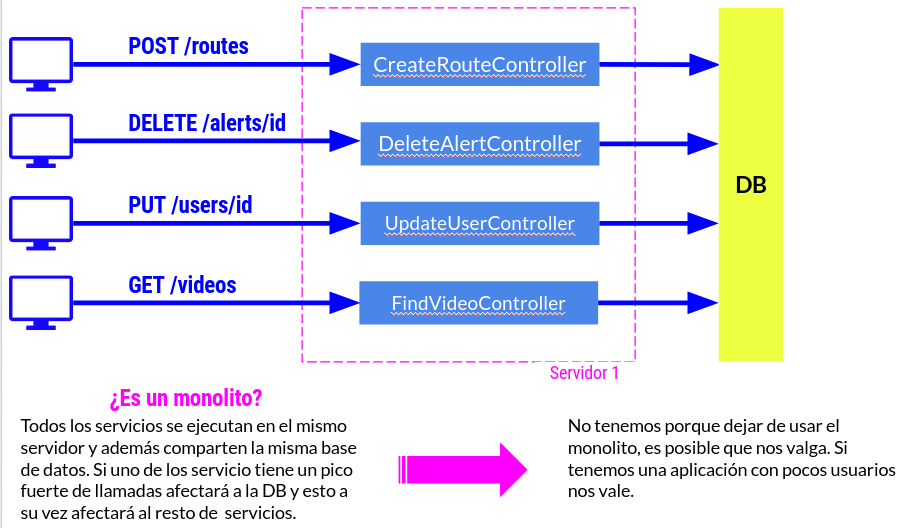 POST /routes
CreateRouteController
DELETE /alerts/id
DeleteAlertController
DB
PUT /users/id
UpdateUserController
GET /videos
FindVideoController
Servidor 1
¿Es un monolito?
Todos los servicios se ejecutan en el mismo
servidor y además comparten la misma base
de datos. Si uno de los servicio tiene un pico
fuerte de llamadas afectará a la DB y esto a
su vez afectará al resto de servicios.
No tenemos porque dejar de usar el
monolito, es posible que nos valga. Si
tenemos una aplicación con pocos usuarios
nos vale.